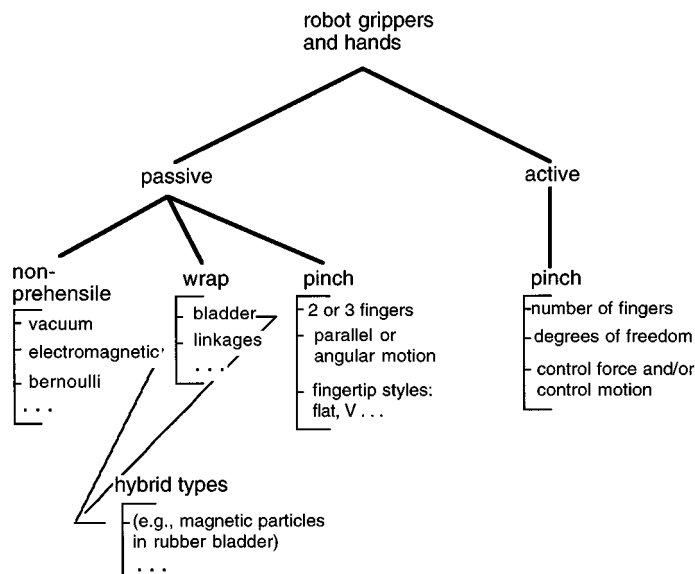 robot grippers
and hands
passive
active
non-
prehensile
vacuum
electromagnetic
bernoulli
. . .
wrap
bladder
linkages
. . .
pinch
2 or 3 fingers
parallel or
angular motion
fingertip styles:
flat, V . . .
pinch
number of fingers
degrees of freedom
control force and/or
control motion
hybrid types
(e.g., magnetic particles
in rubber bladder)
. . .